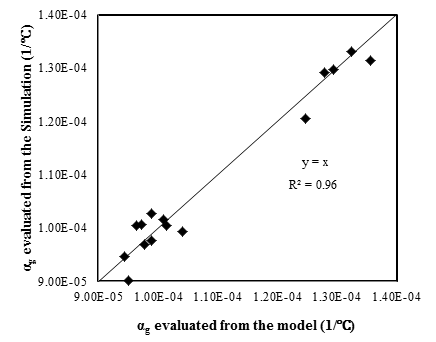 1.40E-04
1.30E-04
1.20E-04
1.10E-04
1.00E-04
9.00E-05
αg evaluated from the Simulation (1/°C)
y = x
R² = 0.96
9.00E-05 1.00E-04 1.10E-04 1.20E-04 1.30E-04 1.40E-04
αg evaluated from the model (1/°C)